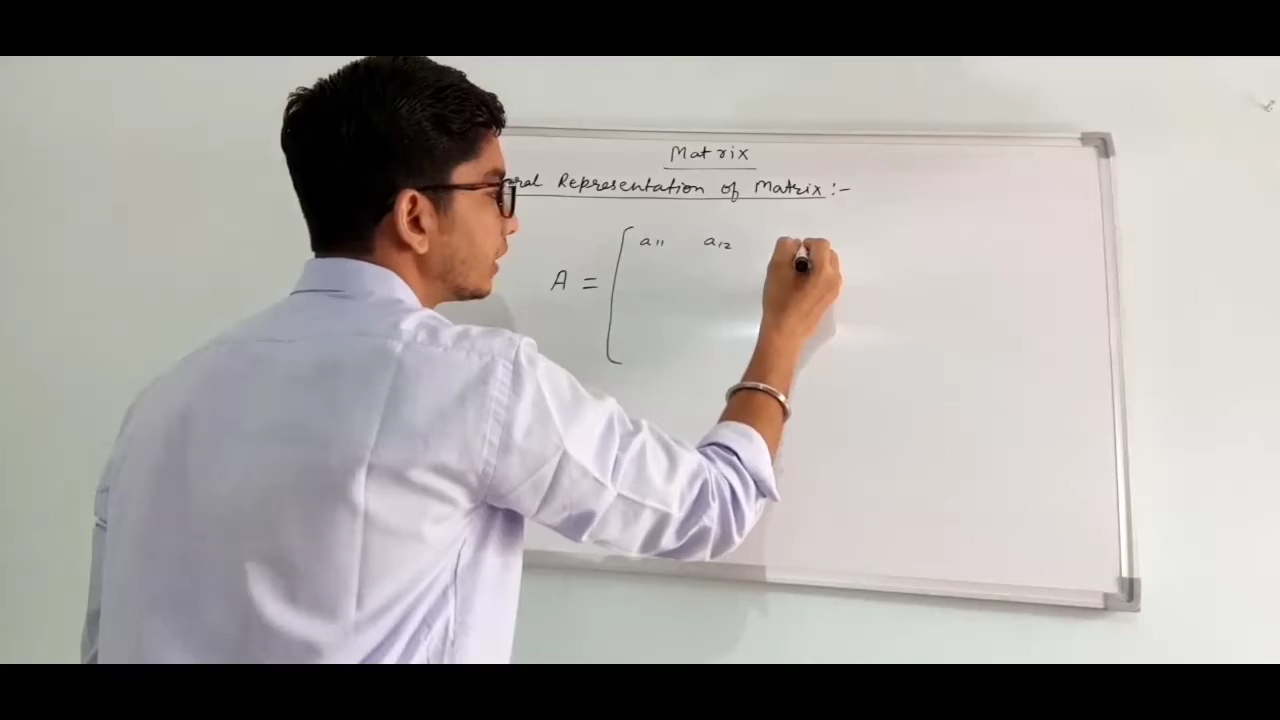 Matrix
Representation of Matrix :-
A = [ a11 a12